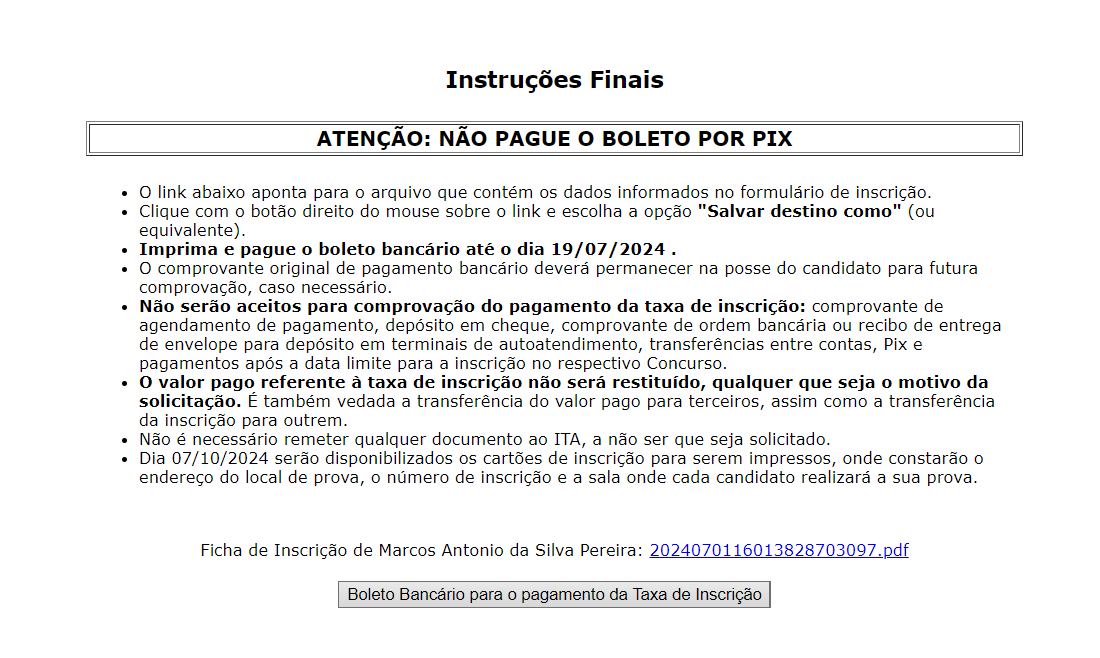 Instruções Finais
ATENÇÃO: NÃO PAGUE O BOLETO POR PIX
• O link abaixo aponta para o arquivo que contém os dados informados no formulário de inscrição.
• Clique com o botão direito do mouse sobre o link e escolha a opção "Salvar destino como" (ou
equivalente).
• Imprima e pague o boleto bancário até o dia 19/07/2024 .
• O comprovante original de pagamento bancário deverá permanecer na posse do candidato para futura
comprovação, caso necessário.
• Não serão aceitos para comprovação do pagamento da taxa de inscrição: comprovante de
agendamento de pagamento, depósito em cheque, comprovante de ordem bancária ou recibo de entrega
de envelope para depósito em terminais de autoatendimento, transferências entre contas, Pix e
pagamentos após a data limite para a inscrição no respectivo Concurso.
• O valor pago referente à taxa de inscrição não será restituído, qualquer que seja o motivo da
solicitação. É também vedada a transferência do valor pago para terceiros, assim como a transferência
da inscrição para outrem.
• Não é necessário remeter qualquer documento ao ITA, a não ser que seja solicitado.
• Dia 07/10/2024 serão disponibilizados os cartões de inscrição para serem impressos, onde constarão o
endereço do local de prova, o número de inscrição e a sala onde cada candidato realizará a sua prova.
Ficha de Inscrição de Marcos Antonio da Silva Pereira: 2024070116013828703097.pdf
Boleto Bancário para o pagamento da Taxa de Inscrição